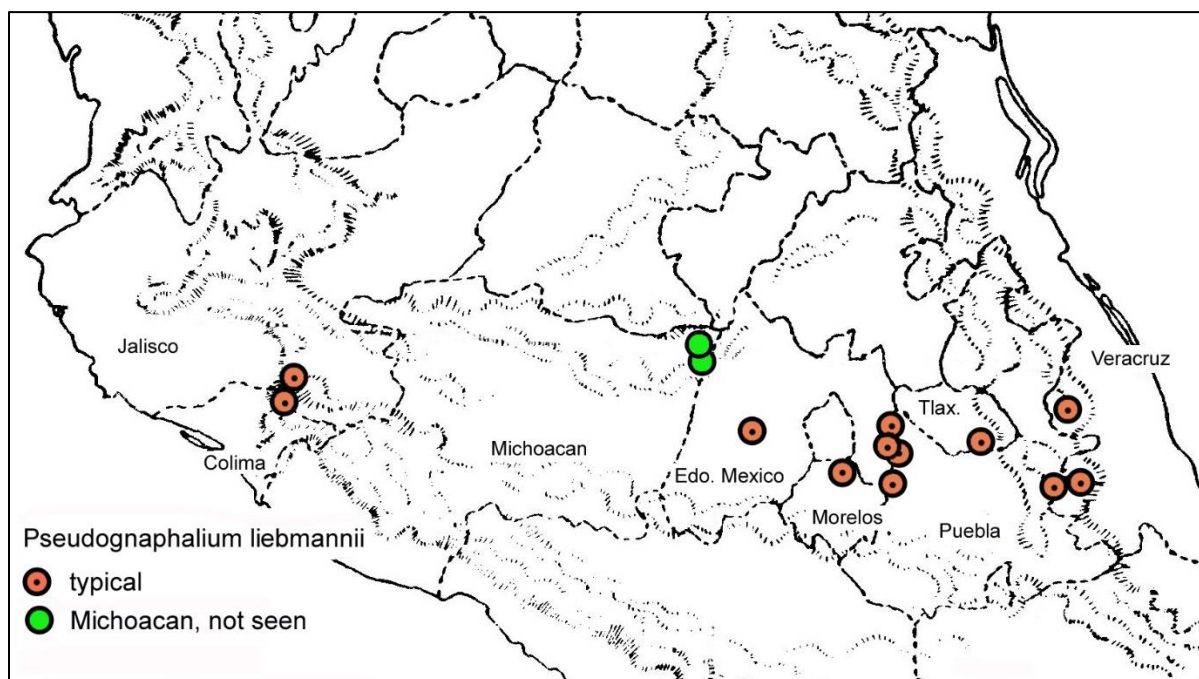 Jalisco
Veracruz
Tlax.
Michoacan
Colima
Edo. Mexico
Morelos
Puebla
Pseudognaphalium liebmannii
typical
Michoacan, not seen